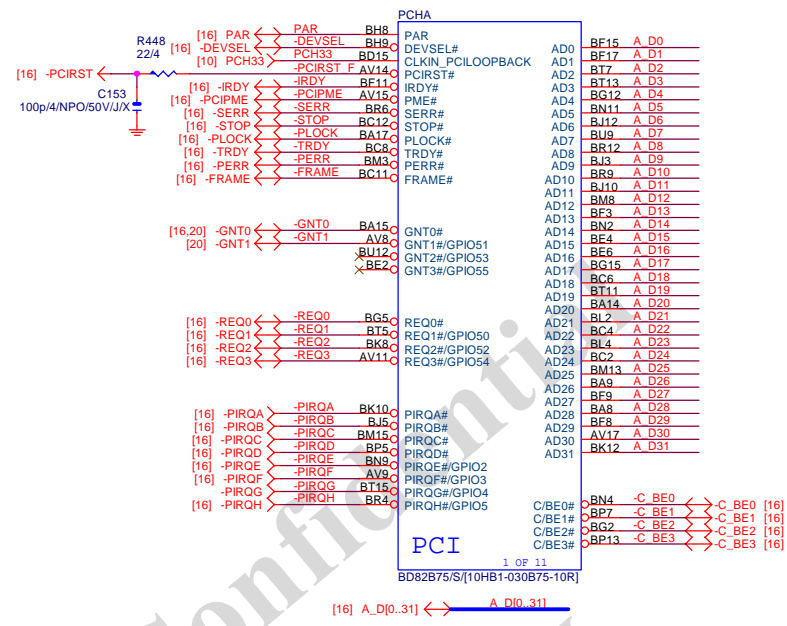 PCHA
R448
22/4
[16] -PCIRST
C153
100p/4/NPO/50V/J/X
[16] PAR PAR BH8 PAR
[16] -DEVSEL -DEVSEL BH9 DEVSEL#
[10] PCH33 PCH33 BD15 CLKIN_PCILOOPBACK
-PCIRST_F AV14 PCIRST#
[16] -IRDY -IRDY BF11 IRDY#
[16] -PCIPME -PCIPME AV15 PME#
[16] -SERR -SERR BR6 SERR#
[16] -STOP -STOP BC12 STOP#
[16] -PLOCK -PLOCK BA17 PLOCK#
[16] -TRDY -TRDY BC8 TRDY#
[16] -PERR -PERR BM3 PERR#
[16] -FRAME -FRAME BC11 FRAME#
[16,20] -GNT0 -GNT0 BA15 GNT0#
[20] -GNT1 -GNT1 AV8 GNT1#/GPIO51
BU12 GNT2#/GPIO53
BE2 GNT3#/GPIO55
[16] -REQ0 -REQ0 BG5 REQ0#
[16] -REQ1 -REQ1 BT5 REQ1#/GPIO50
[16] -REQ2 -REQ2 BK8 REQ2#/GPIO52
[16] -REQ3 -REQ3 AV11 REQ3#/GPIO54
[16] -PIRQA -PIRQA BK10 PIRQA#
[16] -PIRQB -PIRQB BJ5 PIRQB#
[16] -PIRQC -PIRQC BM15 PIRQC#
[16] -PIRQD -PIRQD BP5 PIRQD#
[16] -PIRQE -PIRQE BN9 PIRQE#/GPIO2
[16] -PIRQF -PIRQF AV9 PIRQF#/GPIO3
-PIRQG -PIRQG BT15 PIRQG#/GPIO4
[16] -PIRQH -PIRQH BR4 PIRQH#/GPIO5
AD0 BF15 A_D0
AD1 BF17 A_D1
AD2 BT7 A_D2
AD3 BT13 A_D3
AD4 BG12 A_D4
AD5 BN11 A_D5
AD6 BJ12 A_D6
AD7 BU9 A_D7
AD8 BR12 A_D8
AD9 BJ3 A_D9
AD10 BR9 A_D10
AD11 BJ10 A_D11
AD12 BM8 A_D12
AD13 BF3 A_D13
AD14 BN2 A_D14
AD15 BE4 A_D15
AD16 BE6 A_D16
AD17 BG15 A_D17
AD18 BC6 A_D18
AD19 BT11 A_D19
AD20 BA14 A_D20
AD21 BL2 A_D21
AD22 BC4 A_D22
AD23 BL4 A_D23
AD24 BC2 A_D24
AD25 BM13 A_D25
AD26 BA9 A_D26
AD27 BF9 A_D27
AD28 BA8 A_D28
AD29 BF8 A_D29
AD30 AV17 A_D30
AD31 BK12 A_D31
C/BE0# BN4 -C_BE0 -C_BE0 [16]
C/BE1# BP7 -C_BE1 -C_BE1 [16]
C/BE2# BG2 -C_BE2 -C_BE2 [16]
C/BE3# BP13 -C_BE3 -C_BE3 [16]
PCI
1 OF 11
BD82B75/S/[10HB1-030B75-10R]
[16] A_D[0..31] A_D[0..31]
Confidential